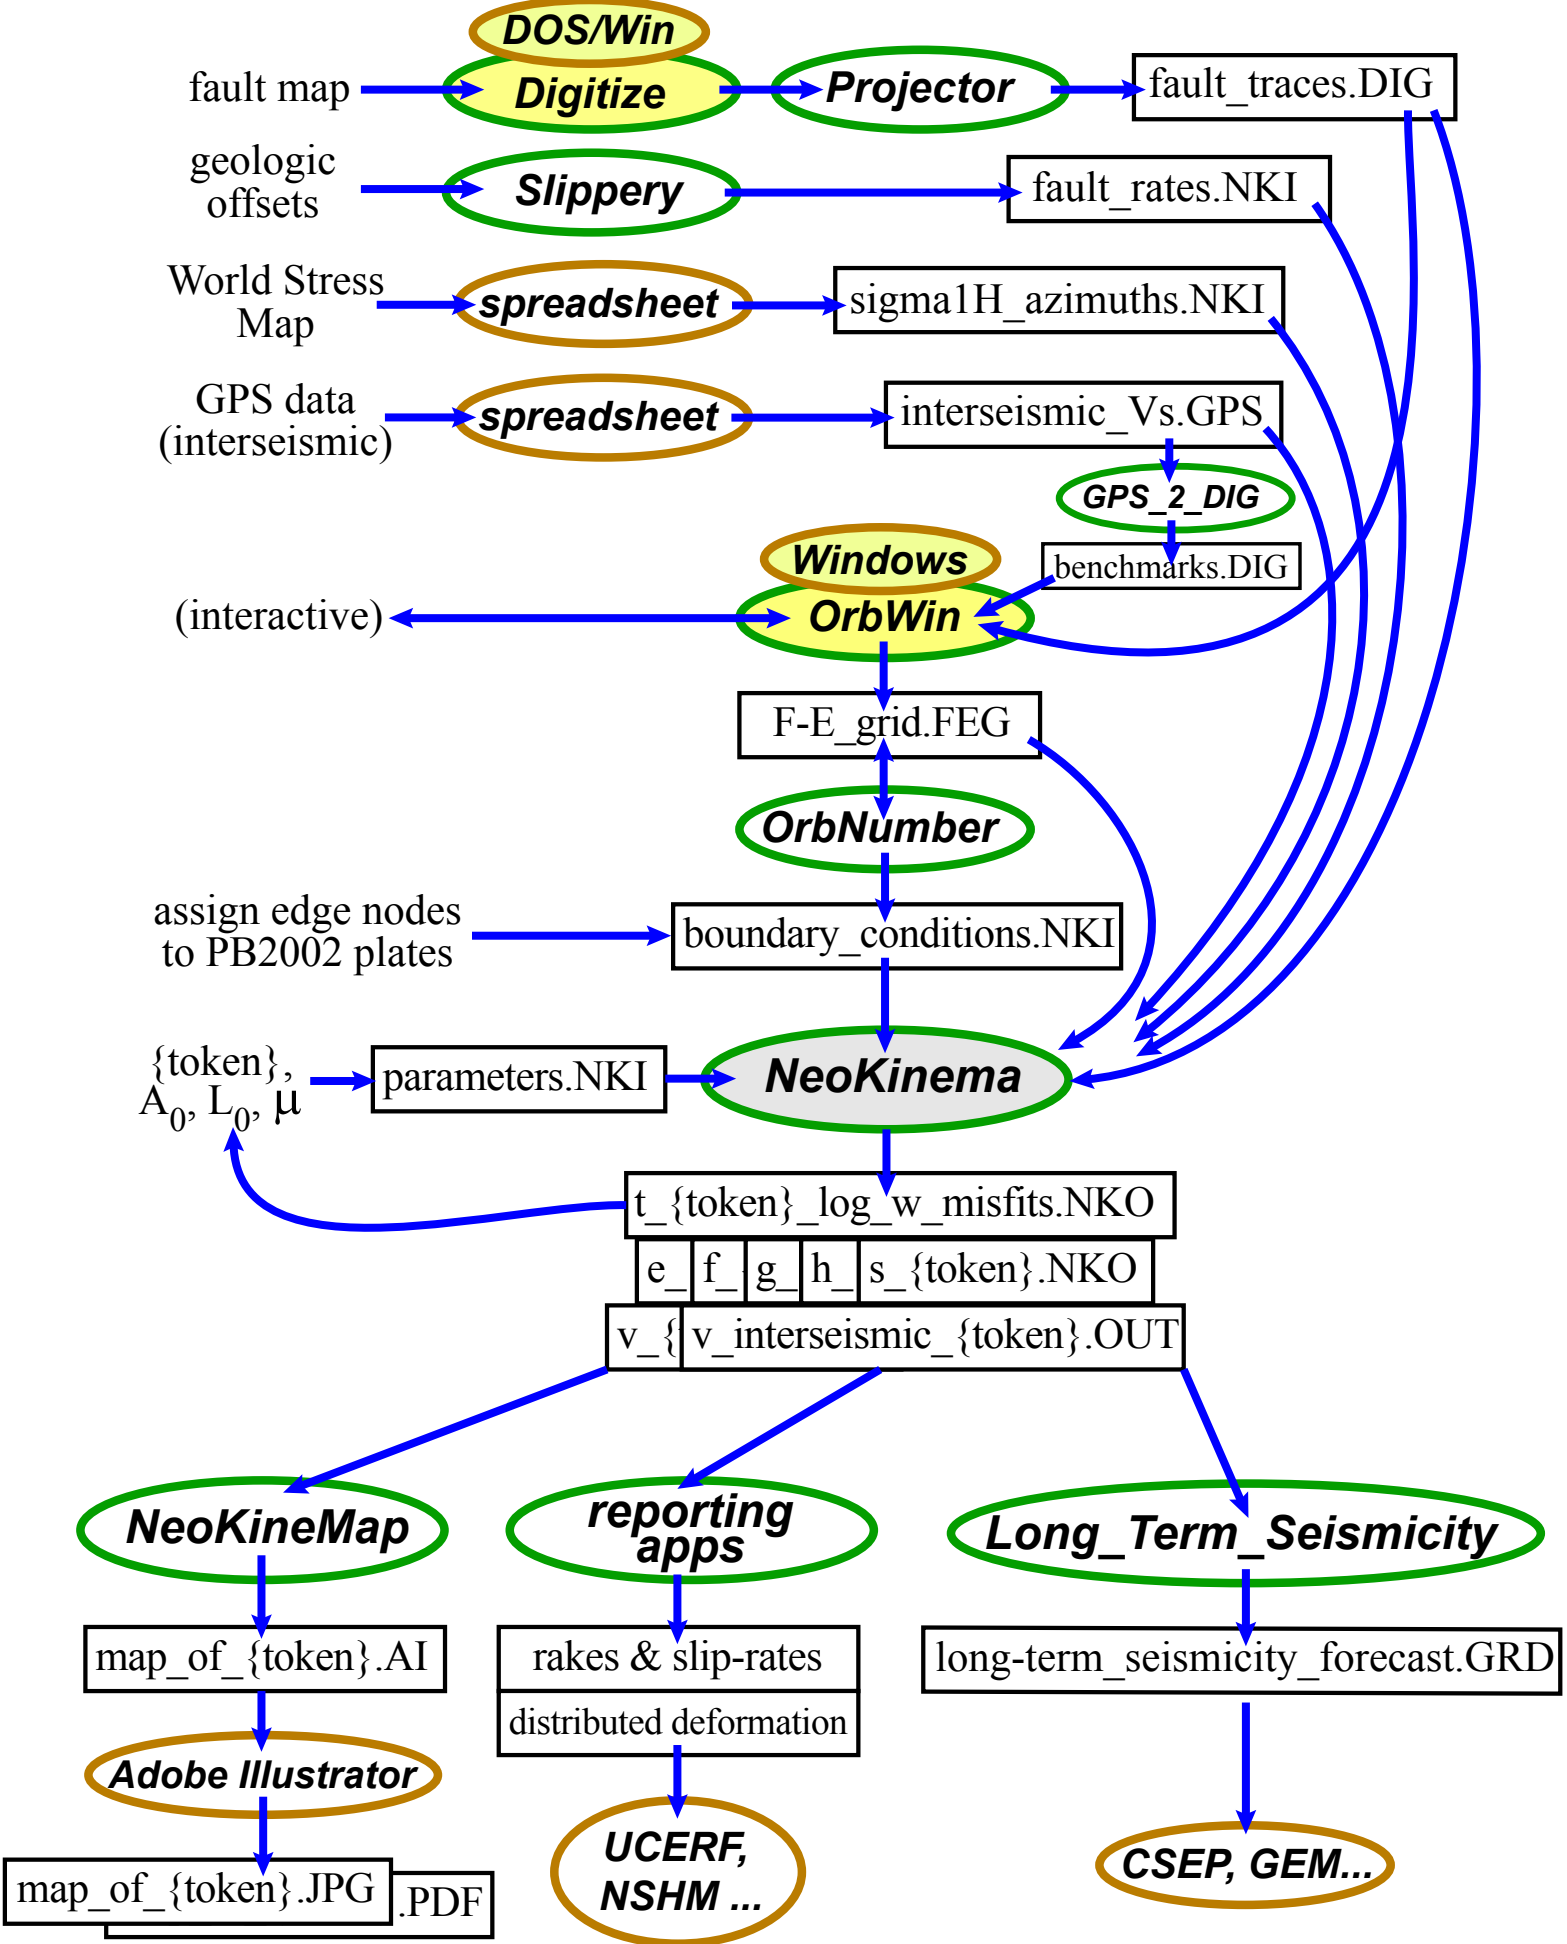 DOS/Win
fault map
Digitize
Projector
fault_traces.DIG
geologic
offsets
Slippery
fault_rates.NKI
World Stress
Map
spreadsheet
sigma1H_azimuths.NKI
GPS data
(interseismic)
spreadsheet
interseismic_Vs.GPS
GPS_2_DIG
benchmarks.DIG
Windows
(interactive)
OrbWin
F-E_grid.FEG
OrbNumber
assign edge nodes
to PB2002 plates
boundary_conditions.NKI
{token},
A0, L0, μ
parameters.NKI
NeoKinema
t_{token}_log_w_misfits.NKO
e_ f_ g_ h_ s_{token}.NKO
v_{ v_interseismic_{token}.OUT
NeoKineMap
reporting
apps
Long_Term_Seismicity
map_of_{token}.AI
rakes & slip-rates
long-term_seismicity_forecast.GRD
distributed deformation
Adobe Illustrator
UCERF,
NSHM ...
CSEP, GEM...
map_of_{token}.JPG
.PDF